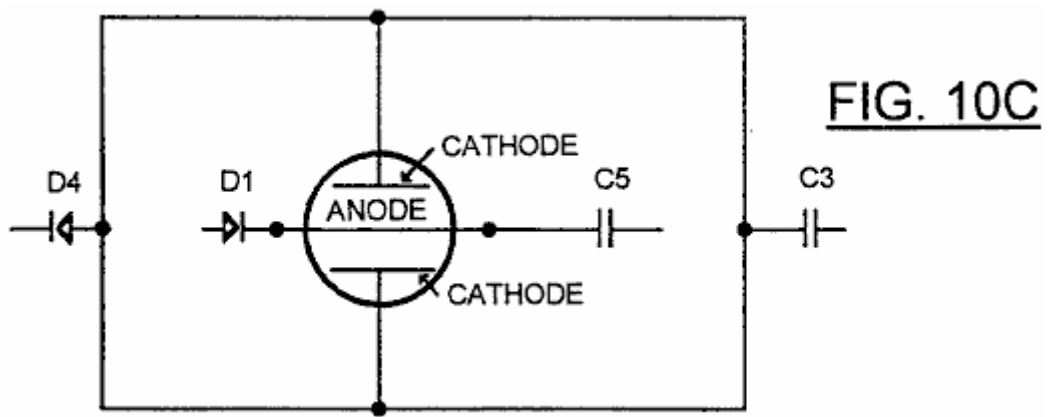 FIG. 10C
CATHODE
D4
D1
C5
C3
ANODE
CATHODE